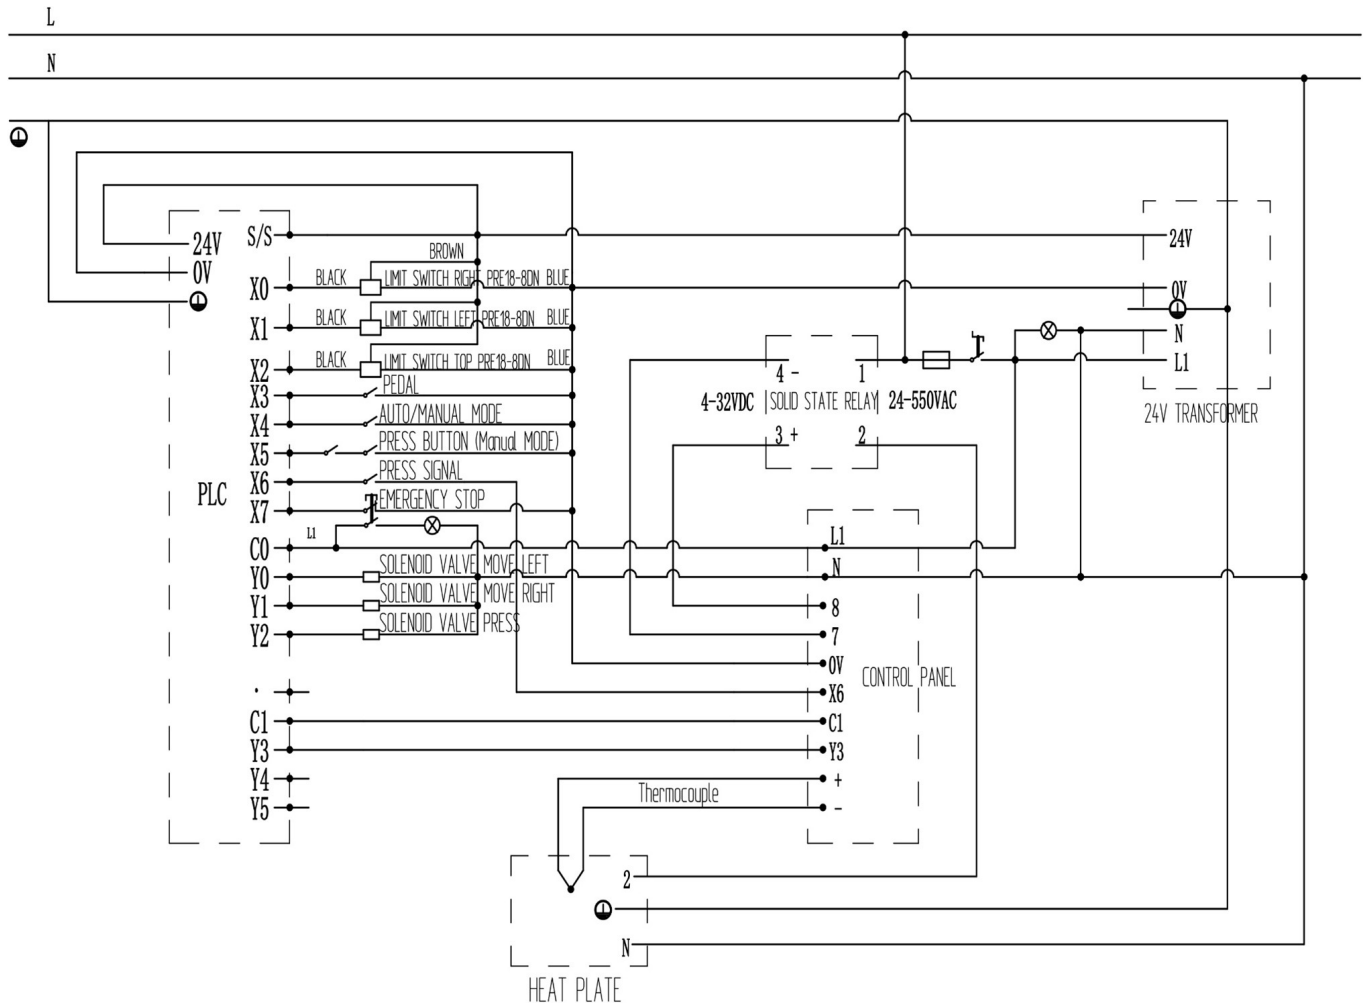 L
N
24V
0V
S/S
BROWN
24V
X0
BLACK
LIMIT SWITCH RIGHT PRE18-8DN
BLUE
0V
X1
BLACK
LIMIT SWITCH LEFT PRE18-8DN
BLUE
N
X2
BLACK
LIMIT SWITCH TOP PRE18-8DN
BLUE
L1
24V TRANSFORMER
4 -
1
4-32VDC
SOLID STATE RELAY
24-550VAC
3 +
2
X3
PEDAL
X4
AUTO/MANUAL MODE
X5
PRESS BUTTON (Manual MODE)
X6
PRESS SIGNAL
PLC
X7
EMERGENCY STOP
L1
C0
L1
Y0
SOLENOID VALVE MOVE LEFT
N
Y1
SOLENOID VALVE MOVE RIGHT
8
Y2
SOLENOID VALVE PRESS
7
0V
CONTROL PANEL
X6
C1
C1
Y3
Y3
Y4
+
Thermocouple
Y5
-
2
N
HEAT PLATE